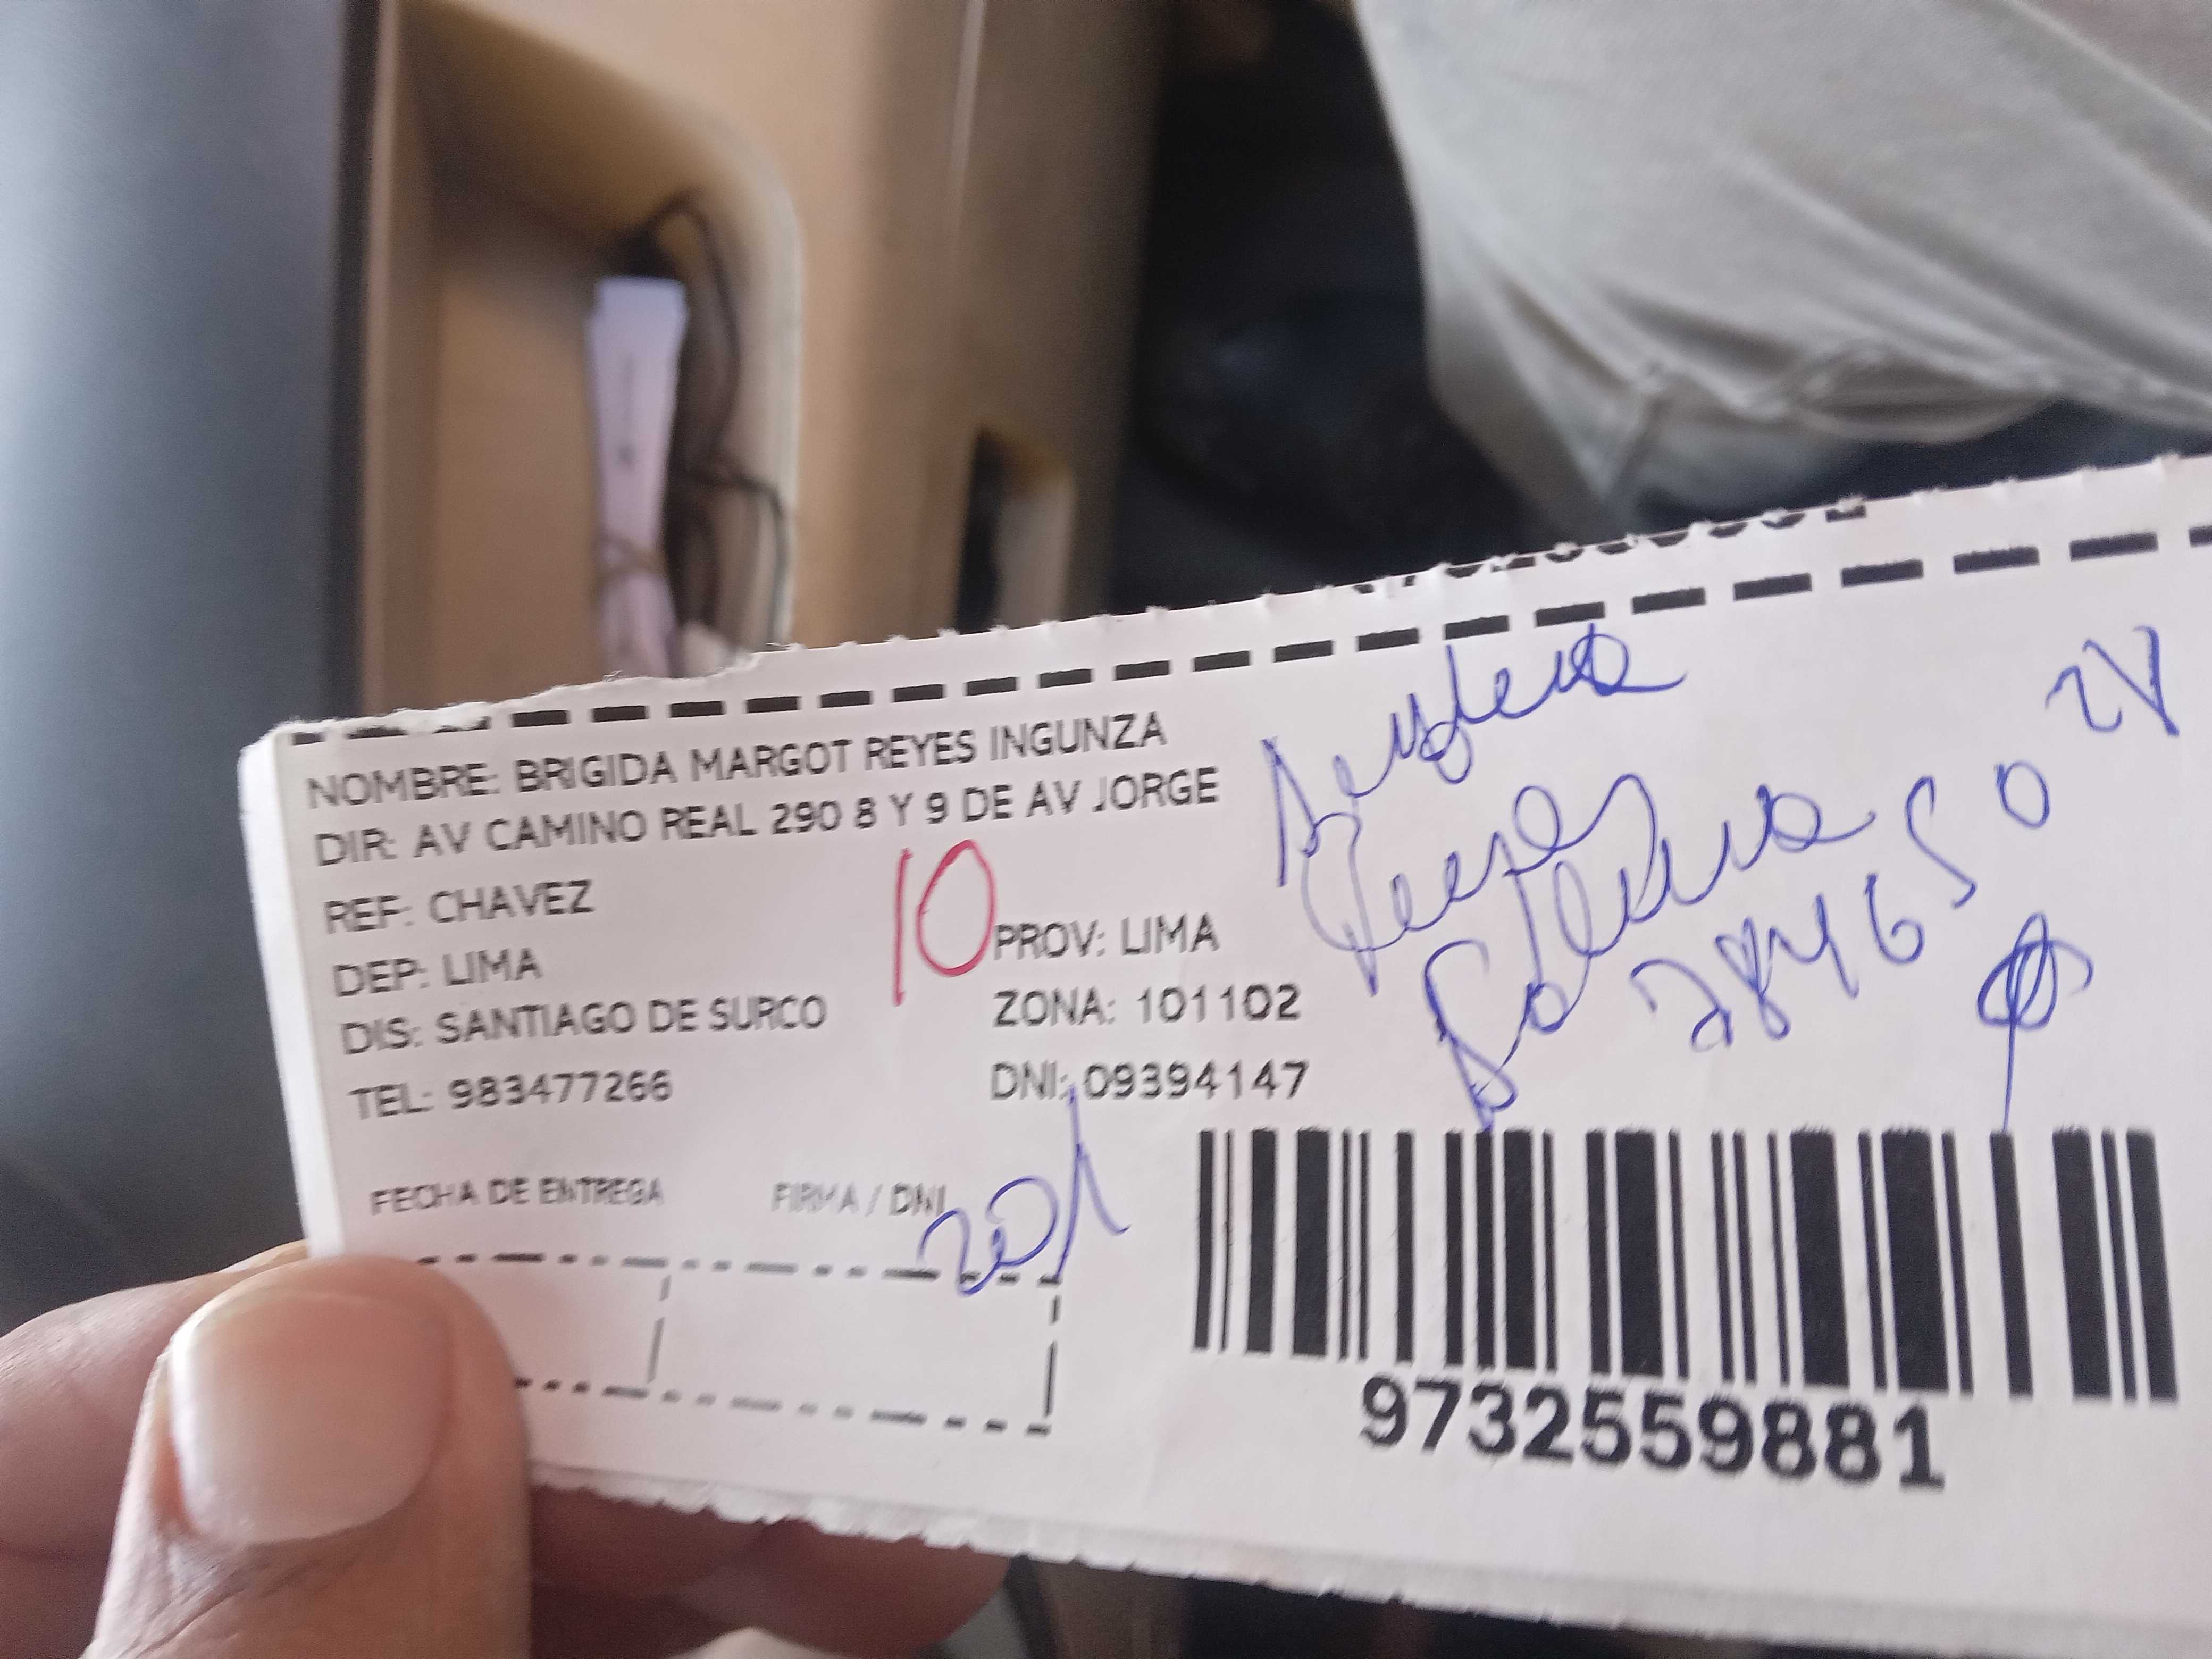 NOMBRE: BRIGIDA MARGOT REYES INGUNZA
DIR: AV CAMINO REAL 290 8 Y 9 DE AV JORGE
REF: CHAVEZ
10
DEP: LIMA
PROV: LIMA
DIS: SANTIAGO DE SURCO
ZONA: 101102
TEL: 983477266
DNI: 09394147
FECHA DE ENTREGA
FIRMA / DNI
201
9732559881